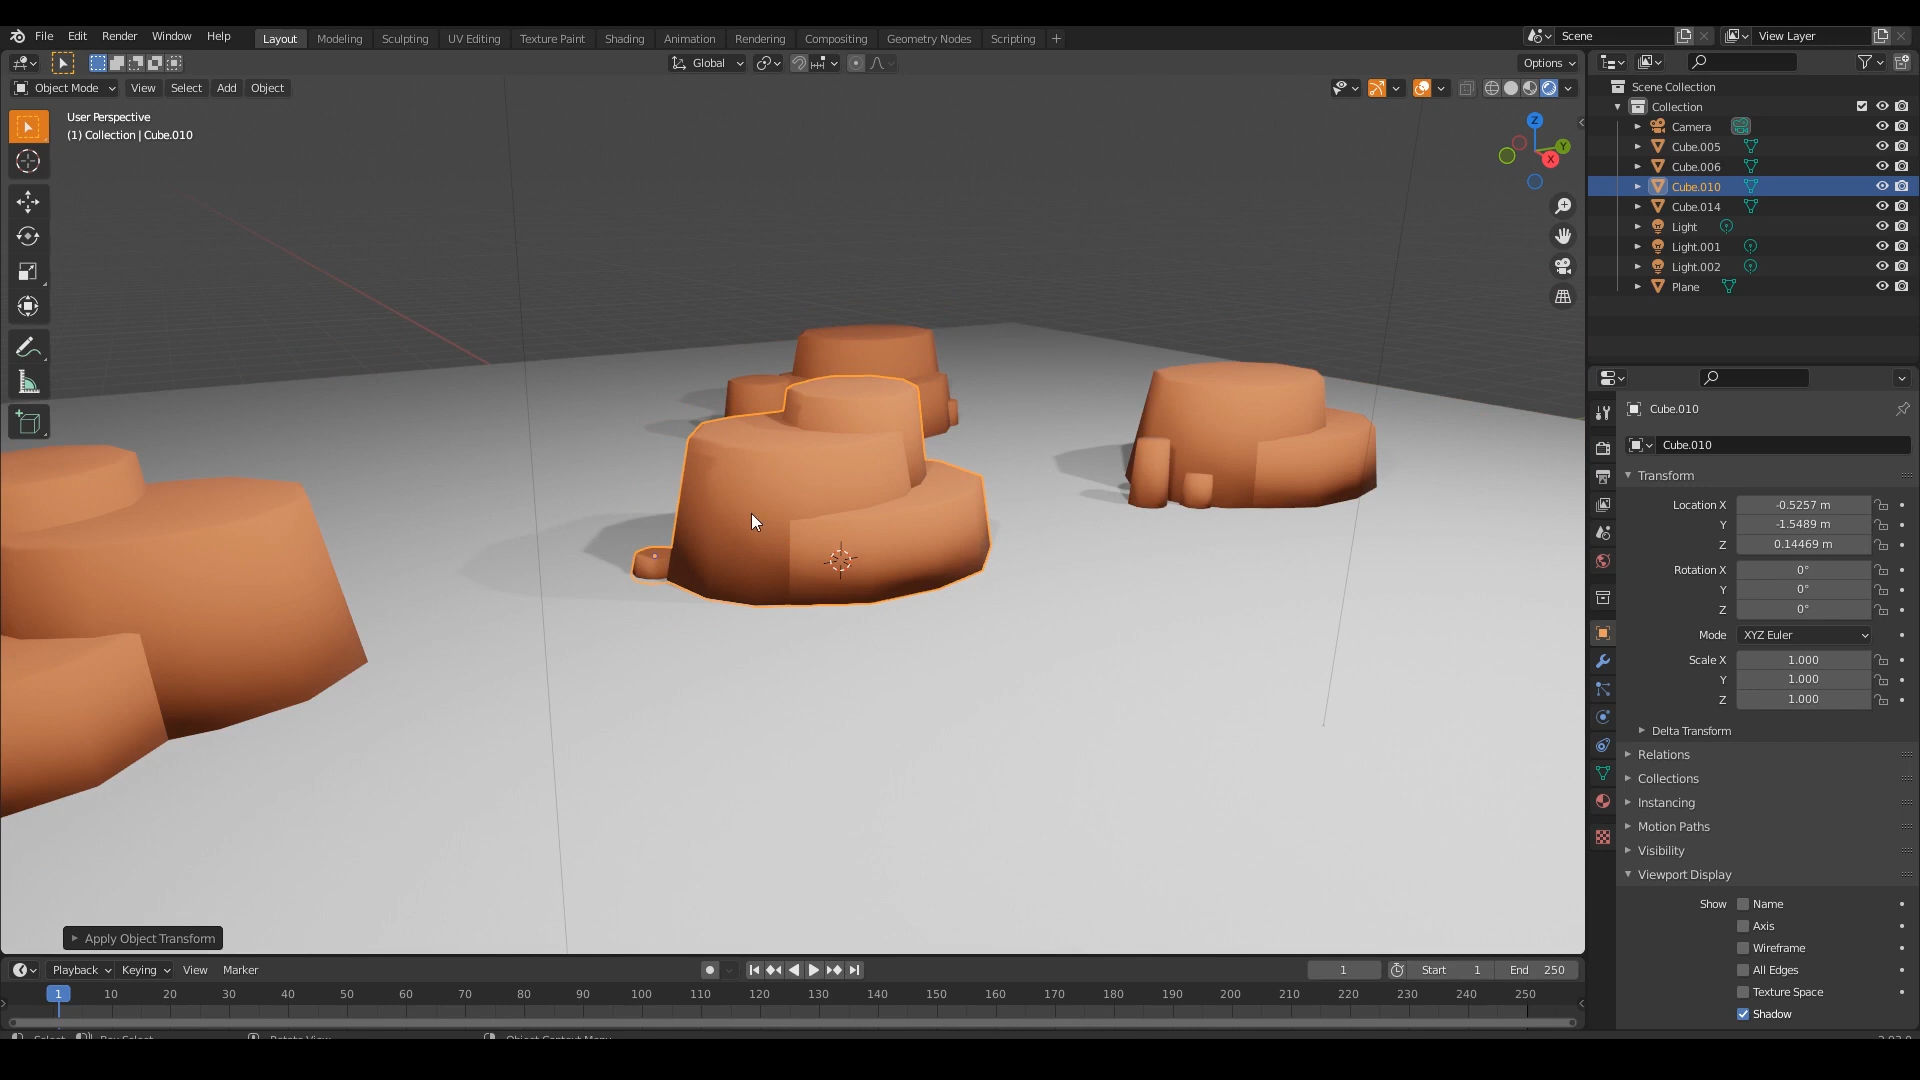 File Edit Render Window Help Layout Modeling Sculpting UV Editing Texture Paint Shading Animation Rendering Compositing Geometry Nodes Scripting + Scene View Layer
Global Options
Object Mode View Select Add Object
User Perspective
(1) Collection | Cube.010
Z
Y
X
Scene Collection
Collection
Camera
Cube.005
Cube.006
Cube.010
Cube.014
Light
Light.001
Light.002
Plane
Cube.010
Cube.010
Transform
Location X -0.5257 m
Y -1.5489 m
Z 0.14469 m
Rotation X 0°
Y 0°
Z 0°
Mode XYZ Euler
Scale X 1.000
Y 1.000
Z 1.000
Delta Transform
Relations
Collections
Instancing
Motion Paths
Visibility
Viewport Display
Show Name
Axis
Wireframe
All Edges
Texture Space
Shadow
Apply Object Transform
Playback Keying View Marker 1 Start 1 End 250
1 10 20 30 40 50 60 70 80 90 100 110 120 130 140 150 160 170 180 190 200 210 220 230 240 250